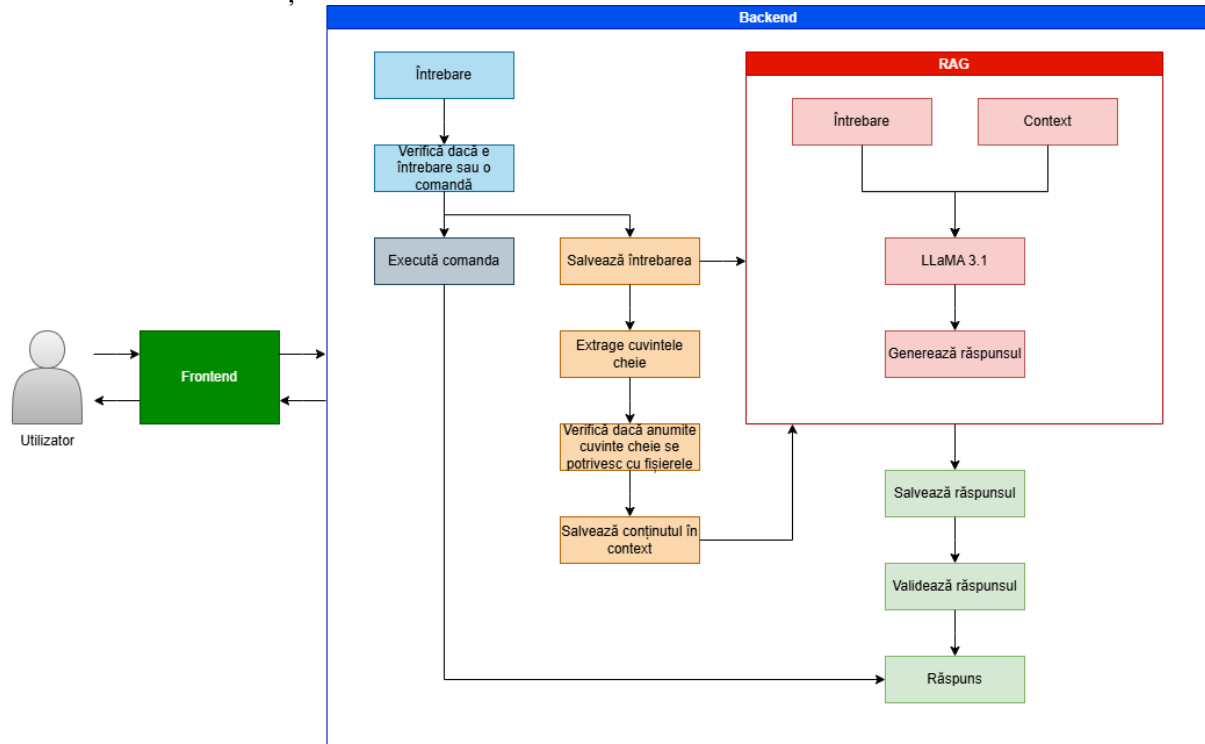 Backend
Întrebare
RAG
Întrebare
Context
Verifică dacă e
întrebare sau o
comandă
Execută comanda
Salvează întrebarea
LLaMA 3.1
Extrage cuvintele
cheie
Generează răspunsul
Frontend
Utilizator
Verifică dacă anumite
cuvinte cheie se
potrivesc cu fișierele
Salvează răspunsul
Salvează conținutul în
context
Validează răspunsul
Răspuns